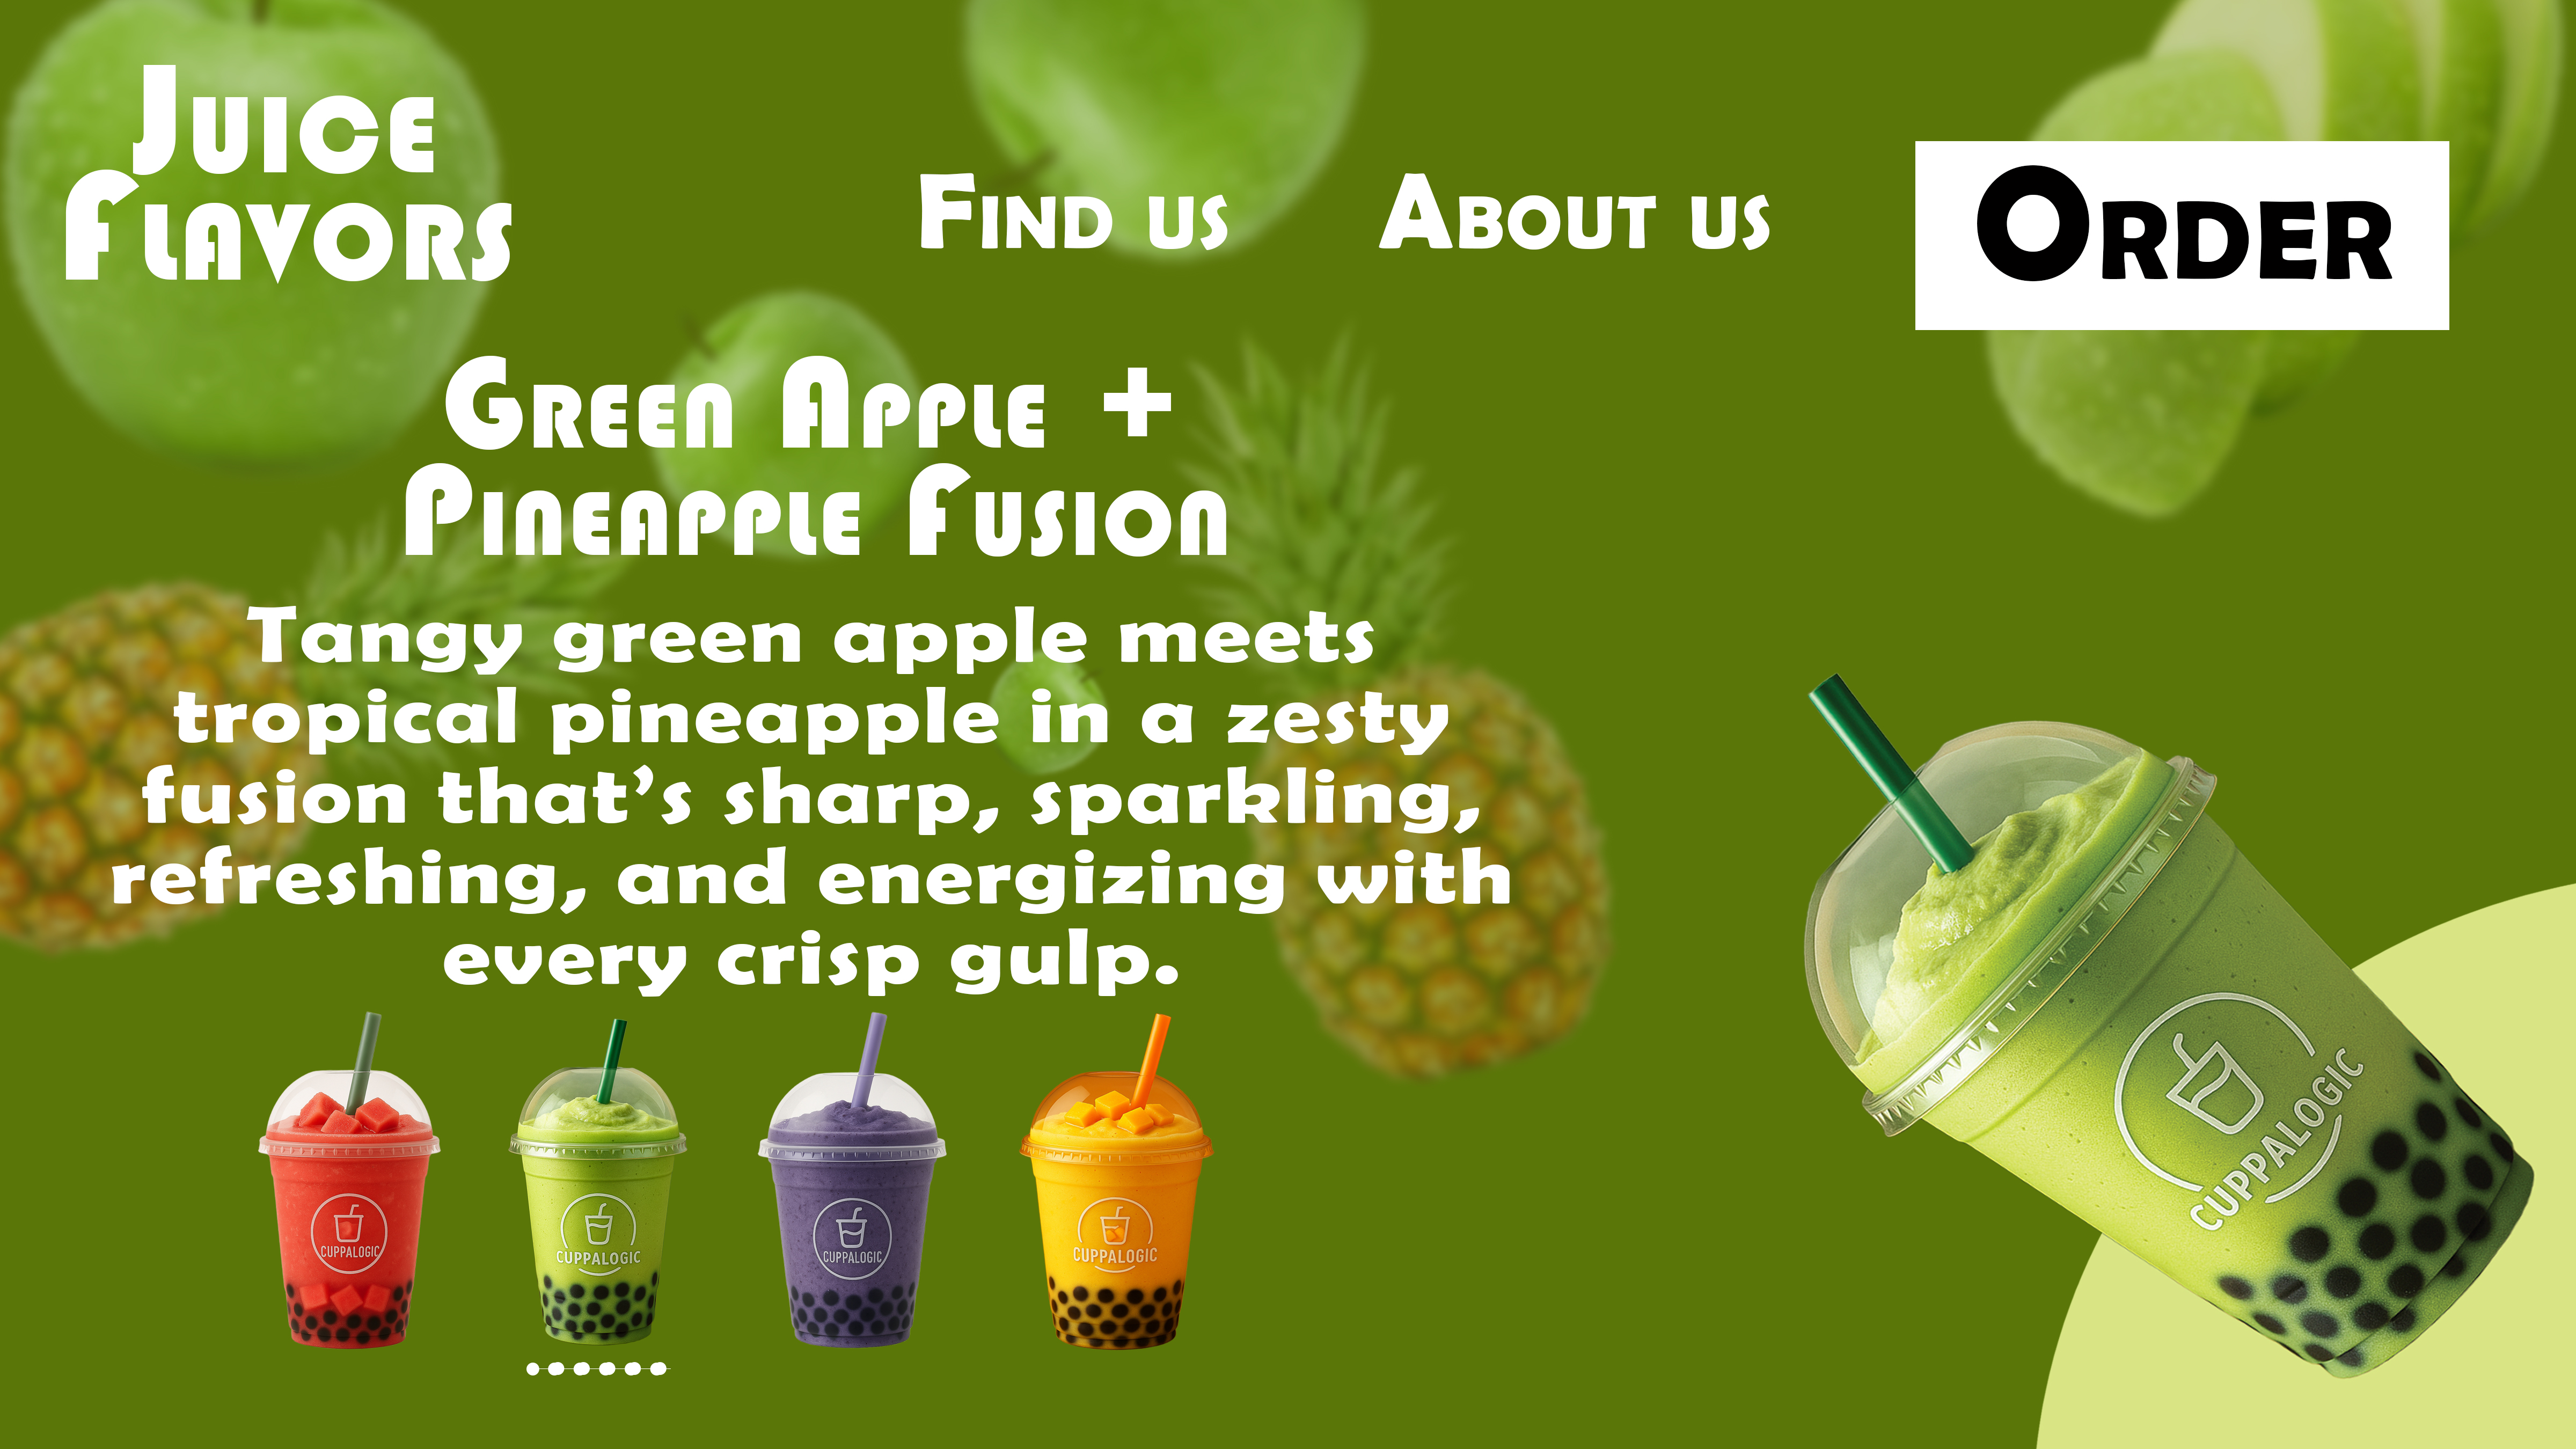 Juice
Flavors
Find us
About us
Order
Green Apple +
Pineapple Fusion
Tangy green apple meets
tropical pineapple in a zesty
fusion that’s sharp, sparkling,
refreshing, and energizing with
every crisp gulp.
CUPPALOGIC
CUPPALOGIC
CUPPALOGIC
CUPPALOGIC
CUPPALOGIC